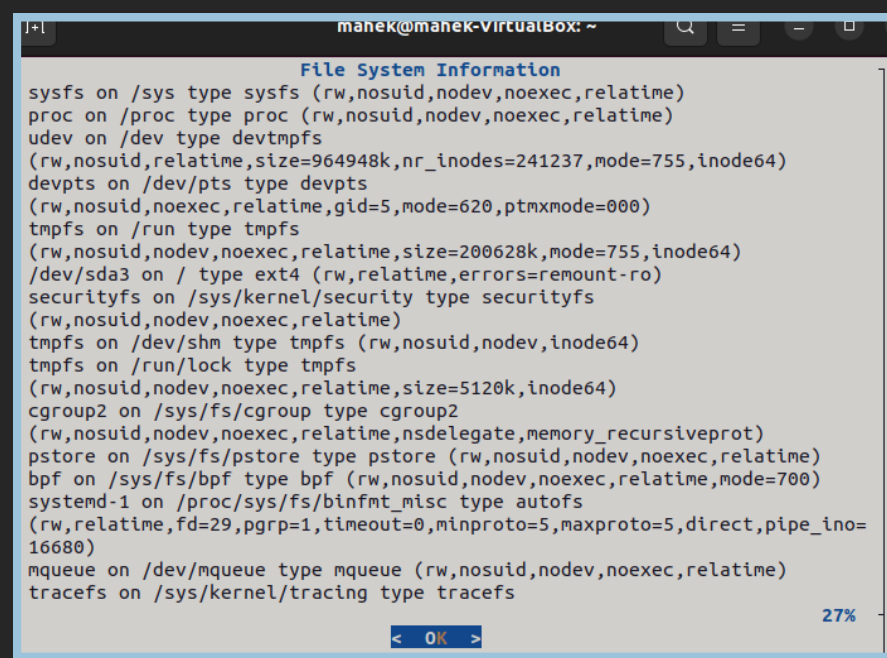 mahek@mahek-VirtualBox: ~
File System Information
sysfs on /sys type sysfs (rw,nosuid,nodev,noexec,relatime)
proc on /proc type proc (rw,nosuid,nodev,noexec,relatime)
udev on /dev type devtmpfs
(rw,nosuid,relatime,size=964948k,nr_inodes=241237,mode=755,inode64)
devpts on /dev/pts type devpts
(rw,nosuid,noexec,relatime,gid=5,mode=620,ptmxmode=000)
tmpfs on /run type tmpfs
(rw,nosuid,nodev,noexec,relatime,size=200628k,mode=755,inode64)
/dev/sda3 on / type ext4 (rw,relatime,errors=remount-ro)
securityfs on /sys/kernel/security type securityfs
(rw,nosuid,nodev,noexec,relatime)
tmpfs on /dev/shm type tmpfs (rw,nosuid,nodev,inode64)
tmpfs on /run/lock type tmpfs
(rw,nosuid,nodev,noexec,relatime,size=5120k,inode64)
cgroup2 on /sys/fs/cgroup type cgroup2
(rw,nosuid,nodev,noexec,relatime,nsdelegate,memory_recursiveprot)
pstore on /sys/fs/pstore type pstore (rw,nosuid,nodev,noexec,relatime)
bpf on /sys/fs/bpf type bpf (rw,nosuid,nodev,noexec,relatime,mode=700)
systemd-1 on /proc/sys/fs/binfmt_misc type autofs
(rw,relatime,fd=29,pgrp=1,timeout=0,minproto=5,maxproto=5,direct,pipe_ino=
16680)
mqueue on /dev/mqueue type mqueue (rw,nosuid,nodev,noexec,relatime)
tracefs on /sys/kernel/tracing type tracefs
27%
< OK >